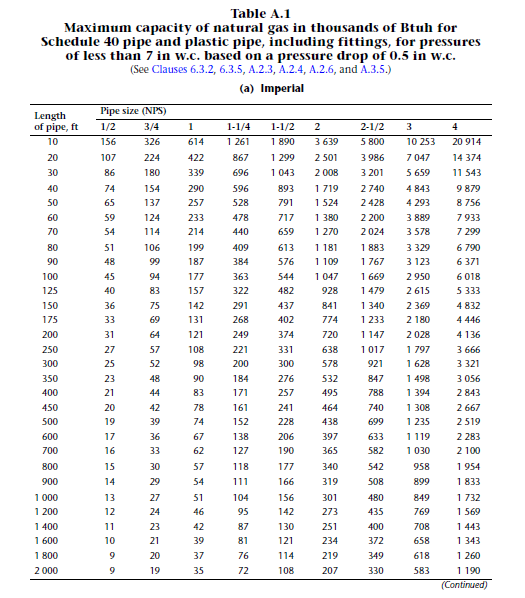 Table A.1
Maximum capacity of natural gas in thousands of Btuh for
Schedule 40 pipe and plastic pipe, including fittings, for pressures
of less than 7 in w.c. based on a pressure drop of 0.5 in w.c.
(See Clauses 6.3.2, 6.3.5, A.2.3, A.2.4, A.2.6, and A.3.5.)
(a) Imperial
Length of pipe, ft Pipe size (NPS)
1/2 3/4 1 1-1/4 1-1/2 2 2-1/2 3 4
10 156 326 614 1 261 1 890 3 639 5 800 10 253 20 914
20 107 224 422 867 1 299 2 501 3 986 7 047 14 374
30 86 180 339 696 1 043 2 008 3 201 5 659 11 543
40 74 154 290 596 893 1 719 2 740 4 843 9 879
50 65 137 257 528 791 1 524 2 428 4 293 8 756
60 59 124 233 478 717 1 380 2 200 3 889 7 933
70 54 114 214 440 659 1 270 2 024 3 578 7 299
80 51 106 199 409 613 1 181 1 883 3 329 6 790
90 48 99 187 384 576 1 109 1 767 3 123 6 371
100 45 94 177 363 544 1 047 1 669 2 950 6 018
125 40 83 157 322 482 928 1 479 2 615 5 333
150 36 75 142 291 437 841 1 340 2 369 4 832
175 33 69 131 268 402 774 1 233 2 180 4 446
200 31 64 121 249 374 720 1 147 2 028 4 136
250 27 57 108 221 331 638 1 017 1 797 3 666
300 25 52 98 200 300 578 921 1 628 3 321
350 23 48 90 184 276 532 847 1 498 3 056
400 21 44 83 171 257 495 788 1 394 2 843
450 20 42 78 161 241 464 740 1 308 2 667
500 19 39 74 152 228 438 699 1 235 2 519
600 17 36 67 138 206 397 633 1 119 2 283
700 16 33 62 127 190 365 582 1 030 2 100
800 15 30 57 118 177 340 542 958 1 954
900 14 29 54 111 166 319 508 899 1 833
1 000 13 27 51 104 156 301 480 849 1 732
1 200 12 24 46 95 142 273 435 769 1 569
1 400 11 23 42 87 130 251 400 708 1 443
1 600 10 21 39 81 121 234 372 658 1 343
1 800 9 20 37 76 114 219 349 618 1 260
2 000 9 19 35 72 108 207 330 583 1 190
(Continued)